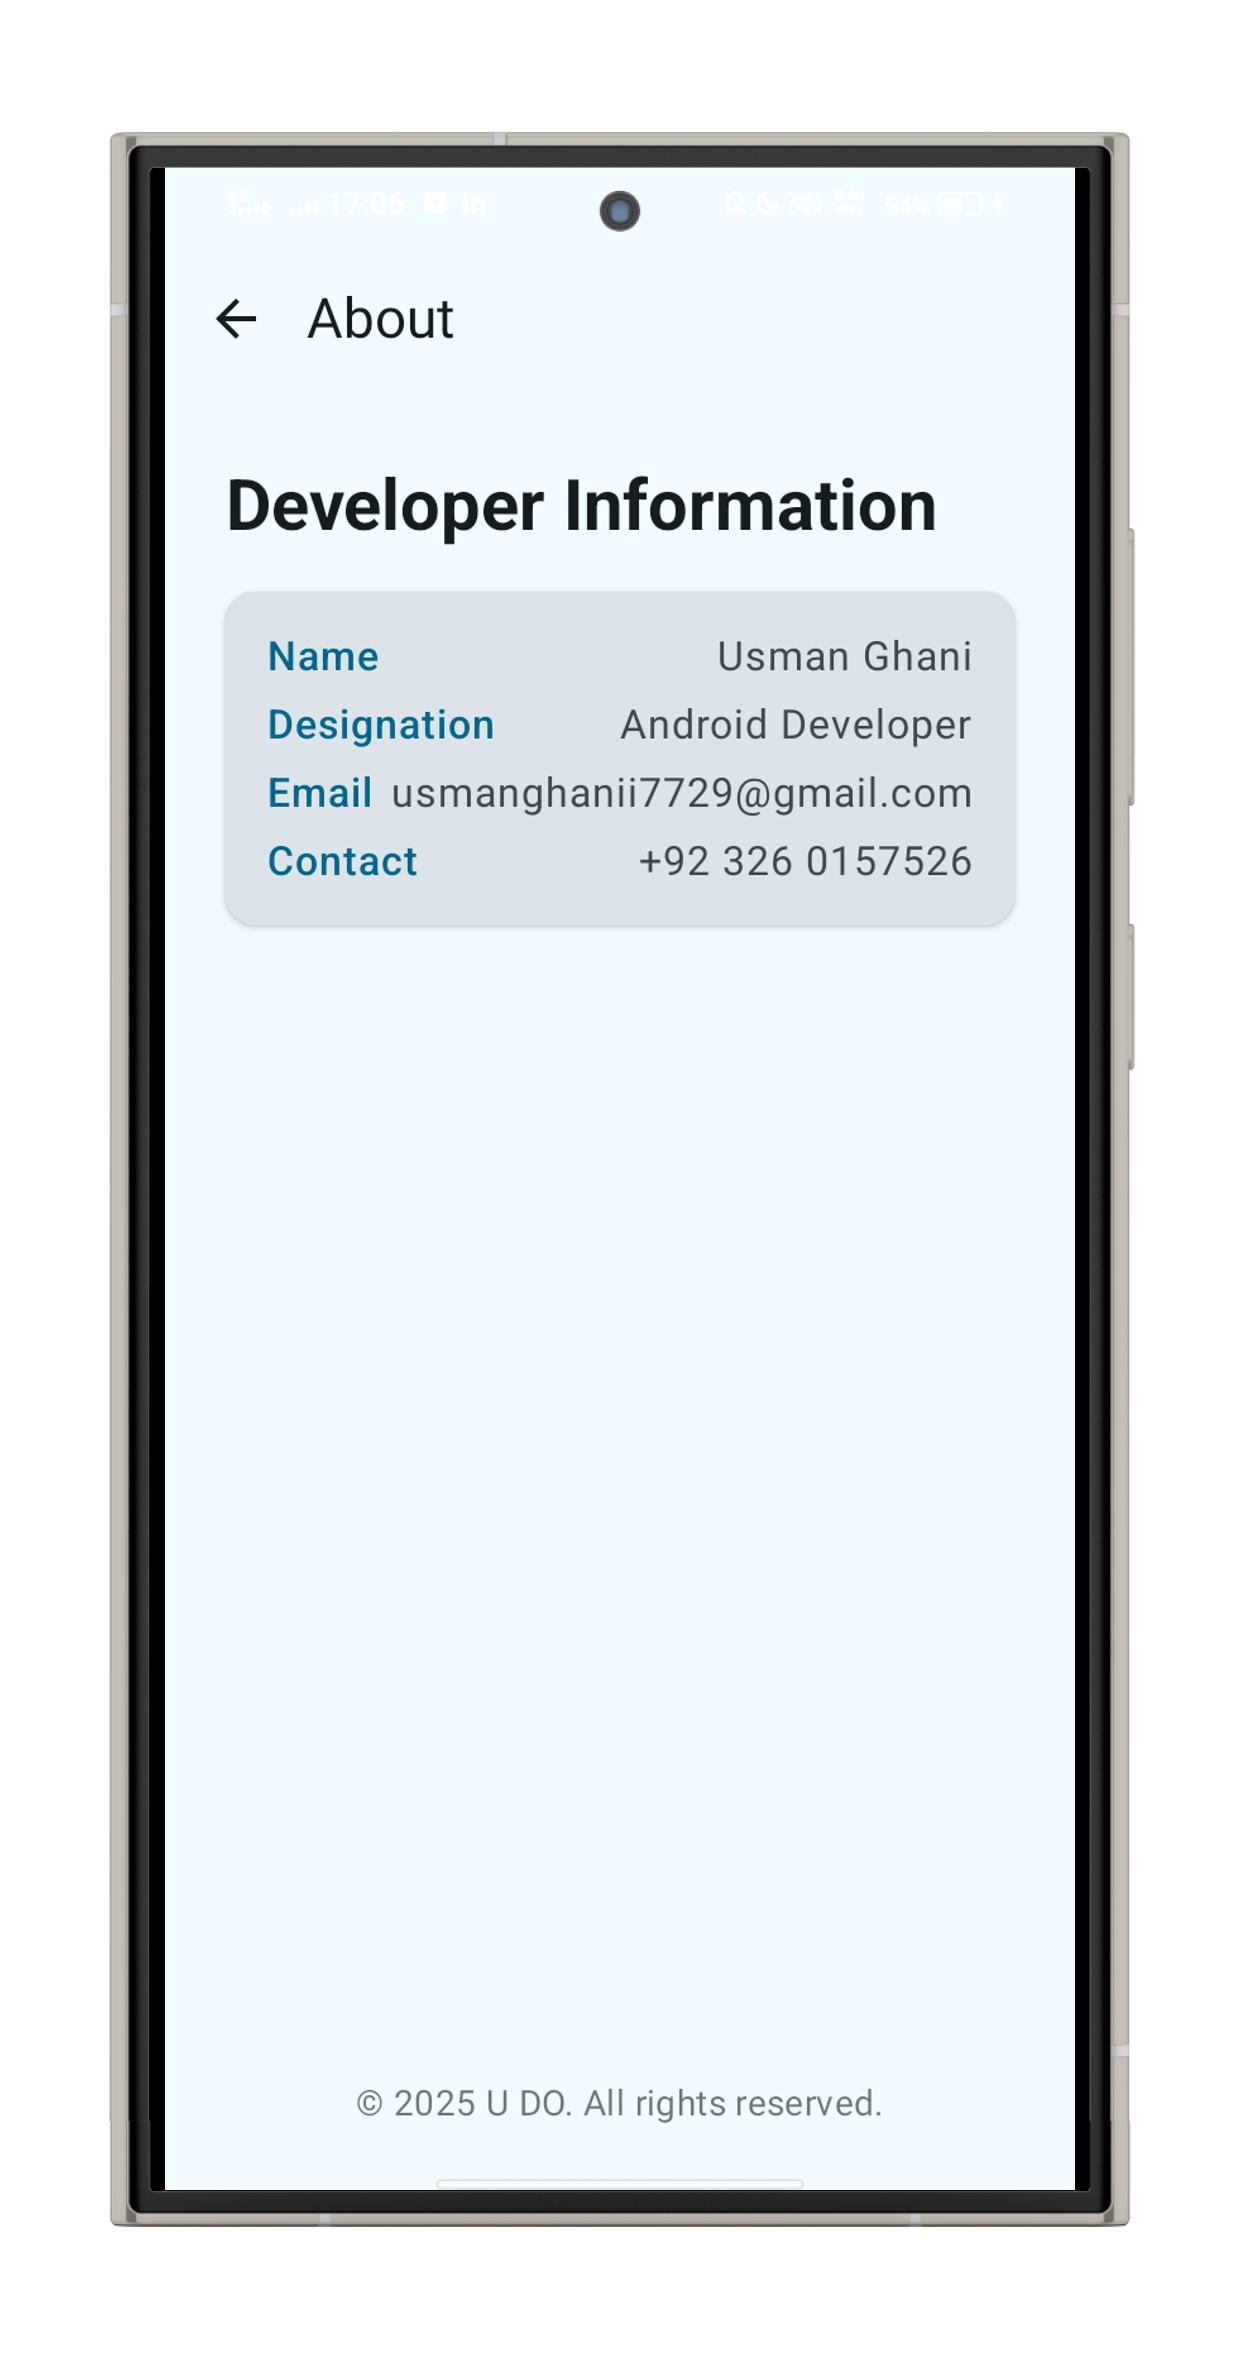 17:06 in 54%
About
Developer Information
Name Usman Ghani
Designation Android Developer
Email usmanghanii7729@gmail.com
Contact +92 326 0157526
© 2025 U DO. All rights reserved.